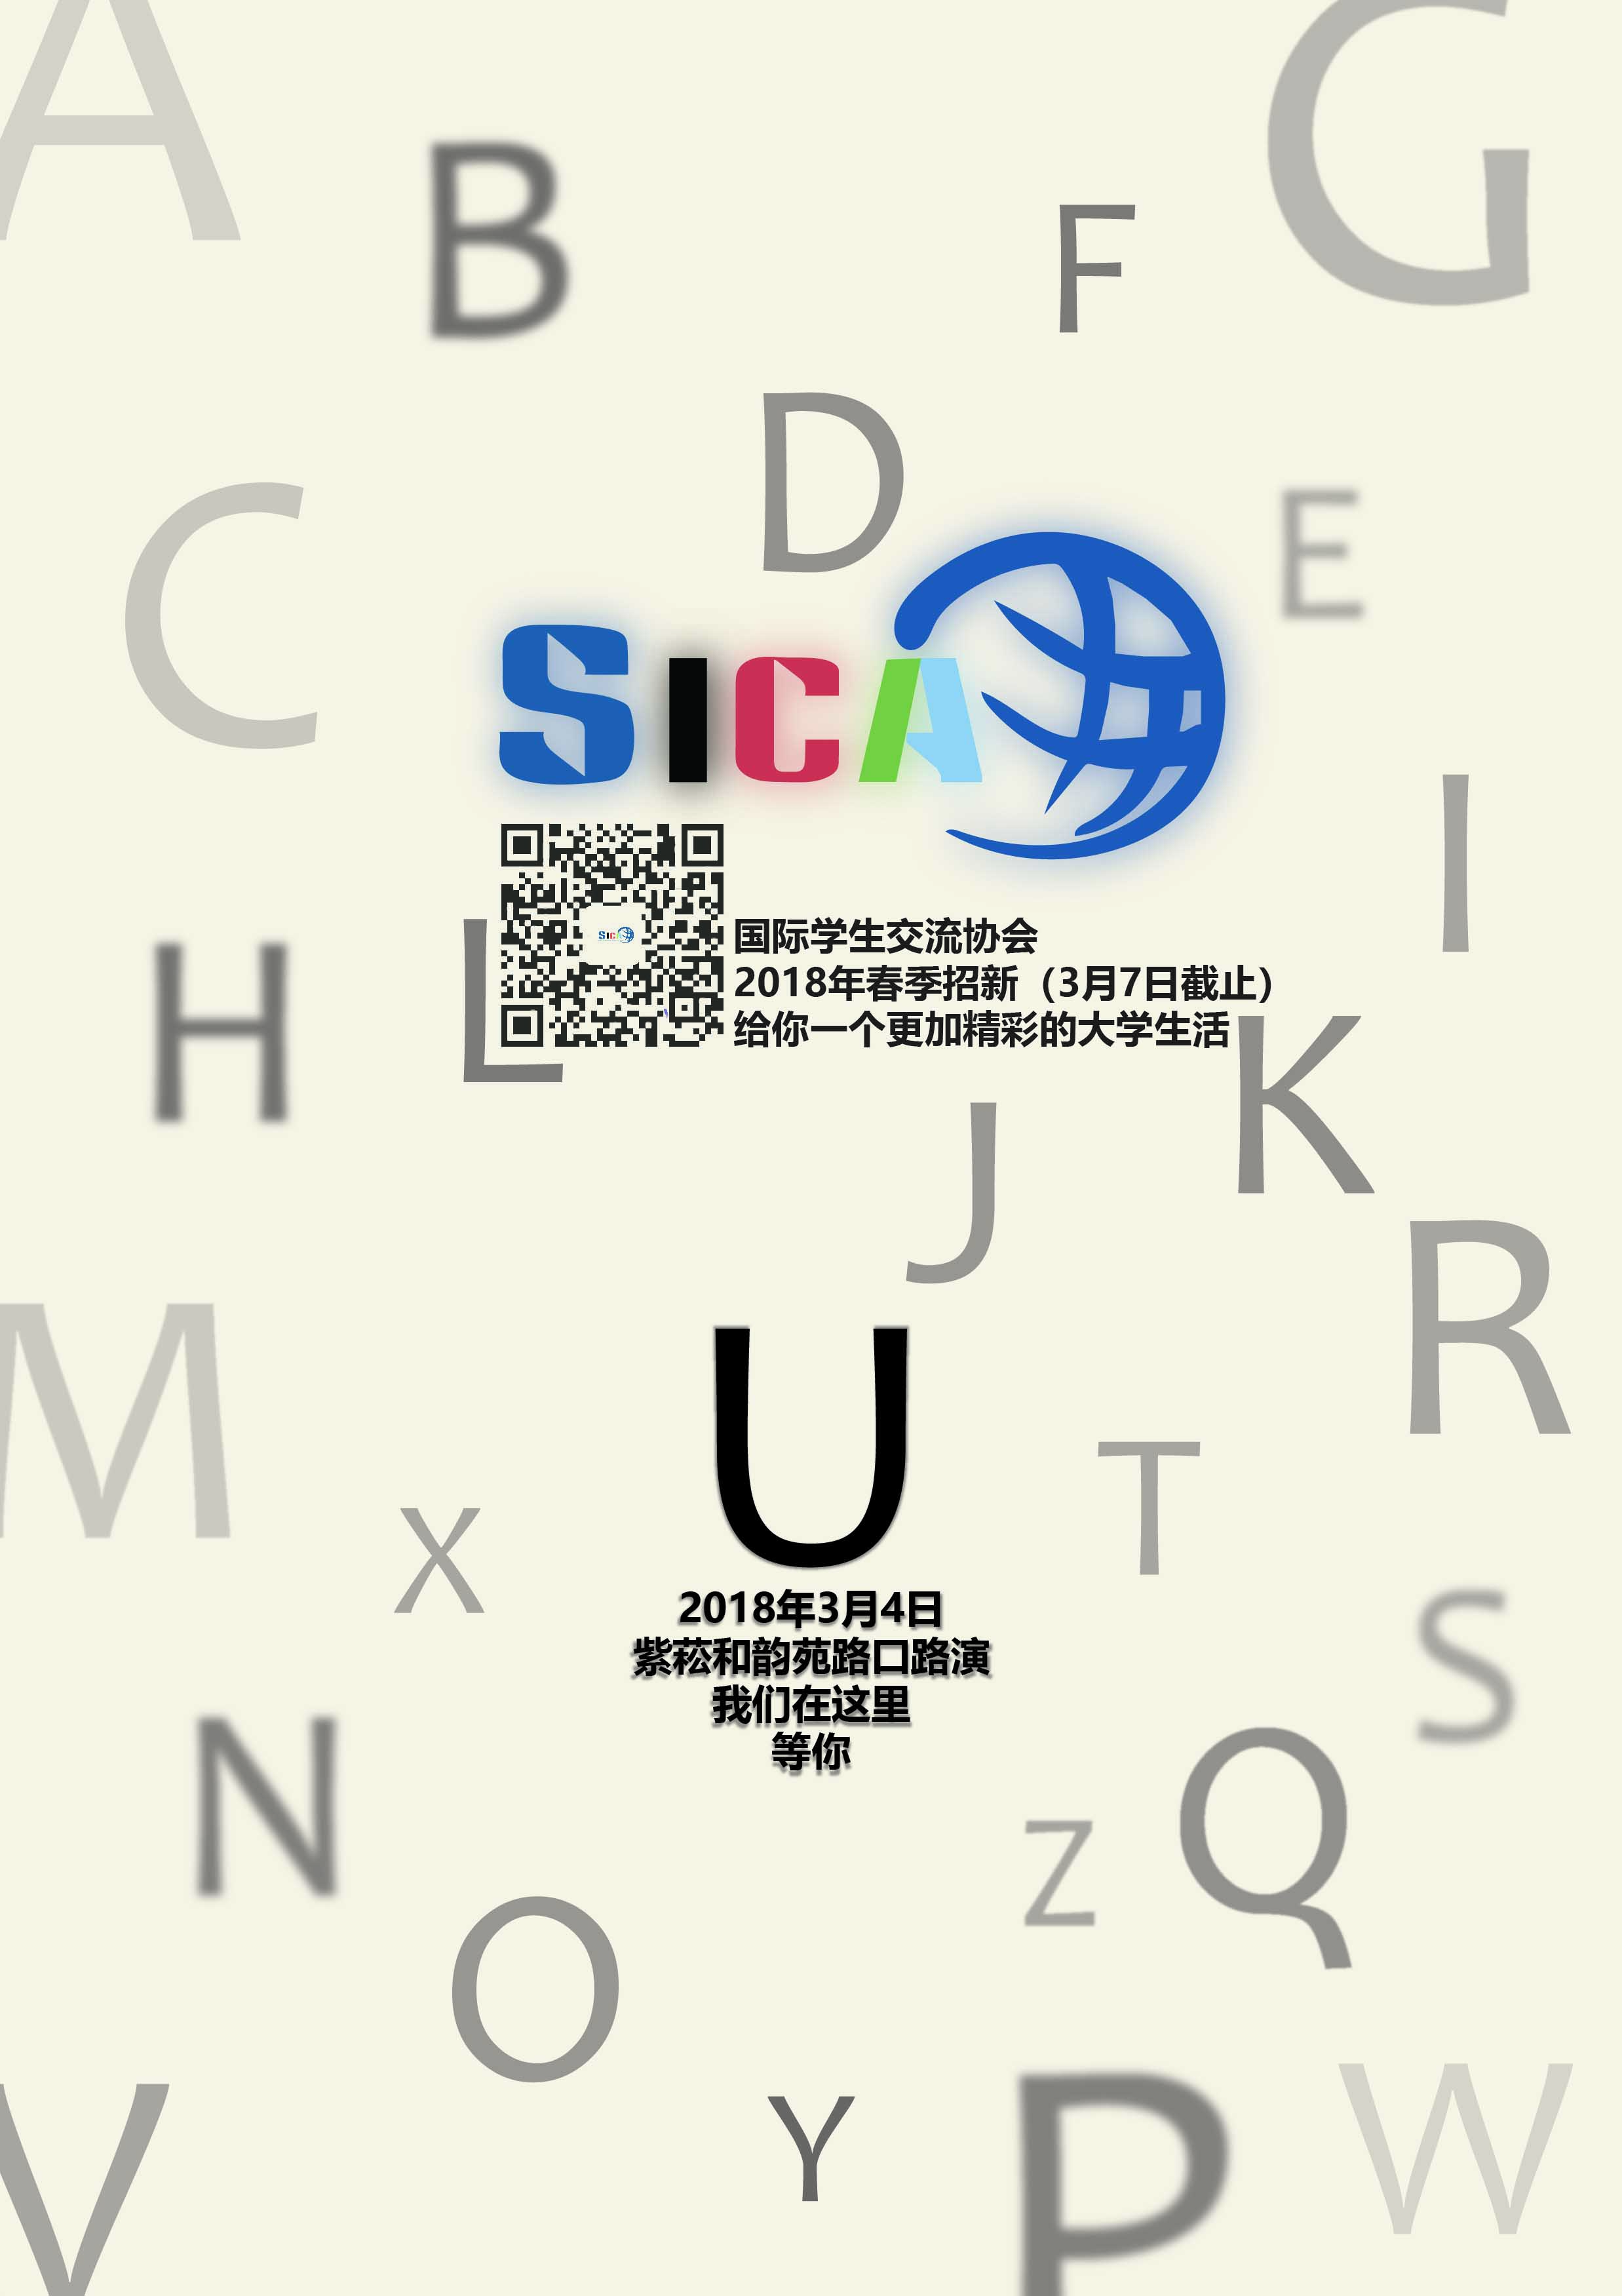 A
G
B
F
D
C
E
SICA
I
国际学生交流协会
2018年春季招新（3月7日截止）
给你一个更加精彩的大学生活
H
L
K
J
R
M
U
T
X
2018年3月4日
紫菘和韵苑路口路演
我们在这里
等你
S
N
Q
Z
O
V
Y
P
W